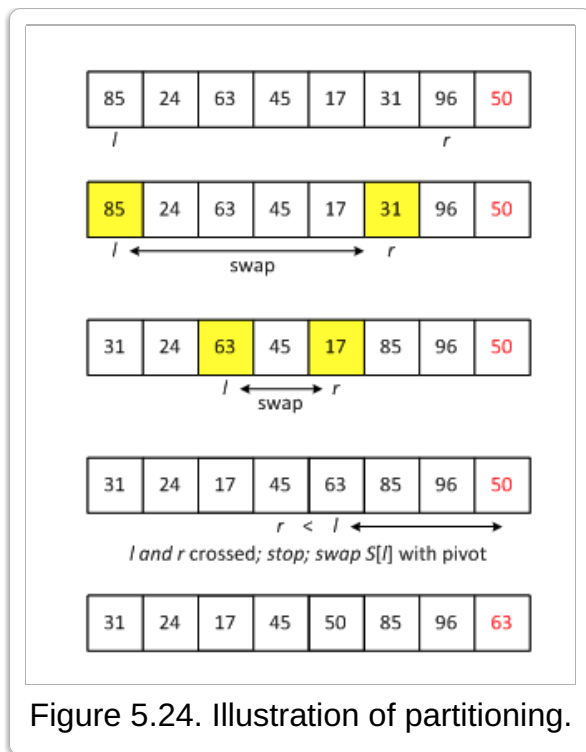 85 24 63 45 17 31 96 50
l r
85 24 63 45 17 31 96 50
l r
swap
31 24 63 45 17 85 96 50
l r
swap
31 24 17 45 63 85 96 50
r < l
l and r crossed; stop; swap S[l] with pivot
31 24 17 45 50 85 96 63
Figure 5.24. Illustration of partitioning.